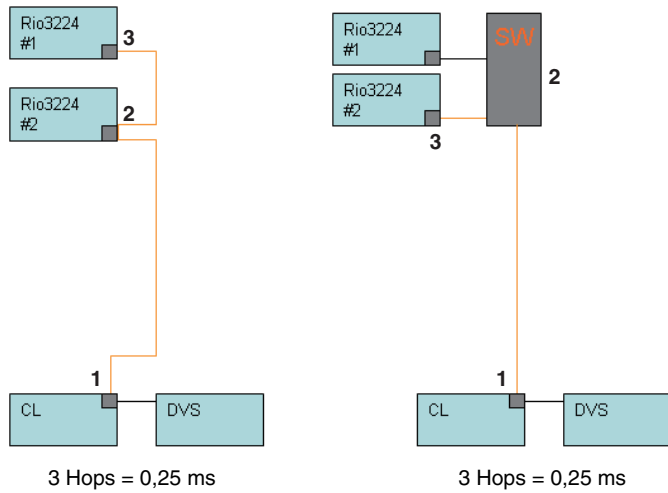 Rio3224
#1
3
Rio3224
#2
2
1
CL
DVS
3 Hops = 0,25 ms
Rio3224
#1
SW
2
Rio3224
#2
3
1
CL
DVS
3 Hops = 0,25 ms